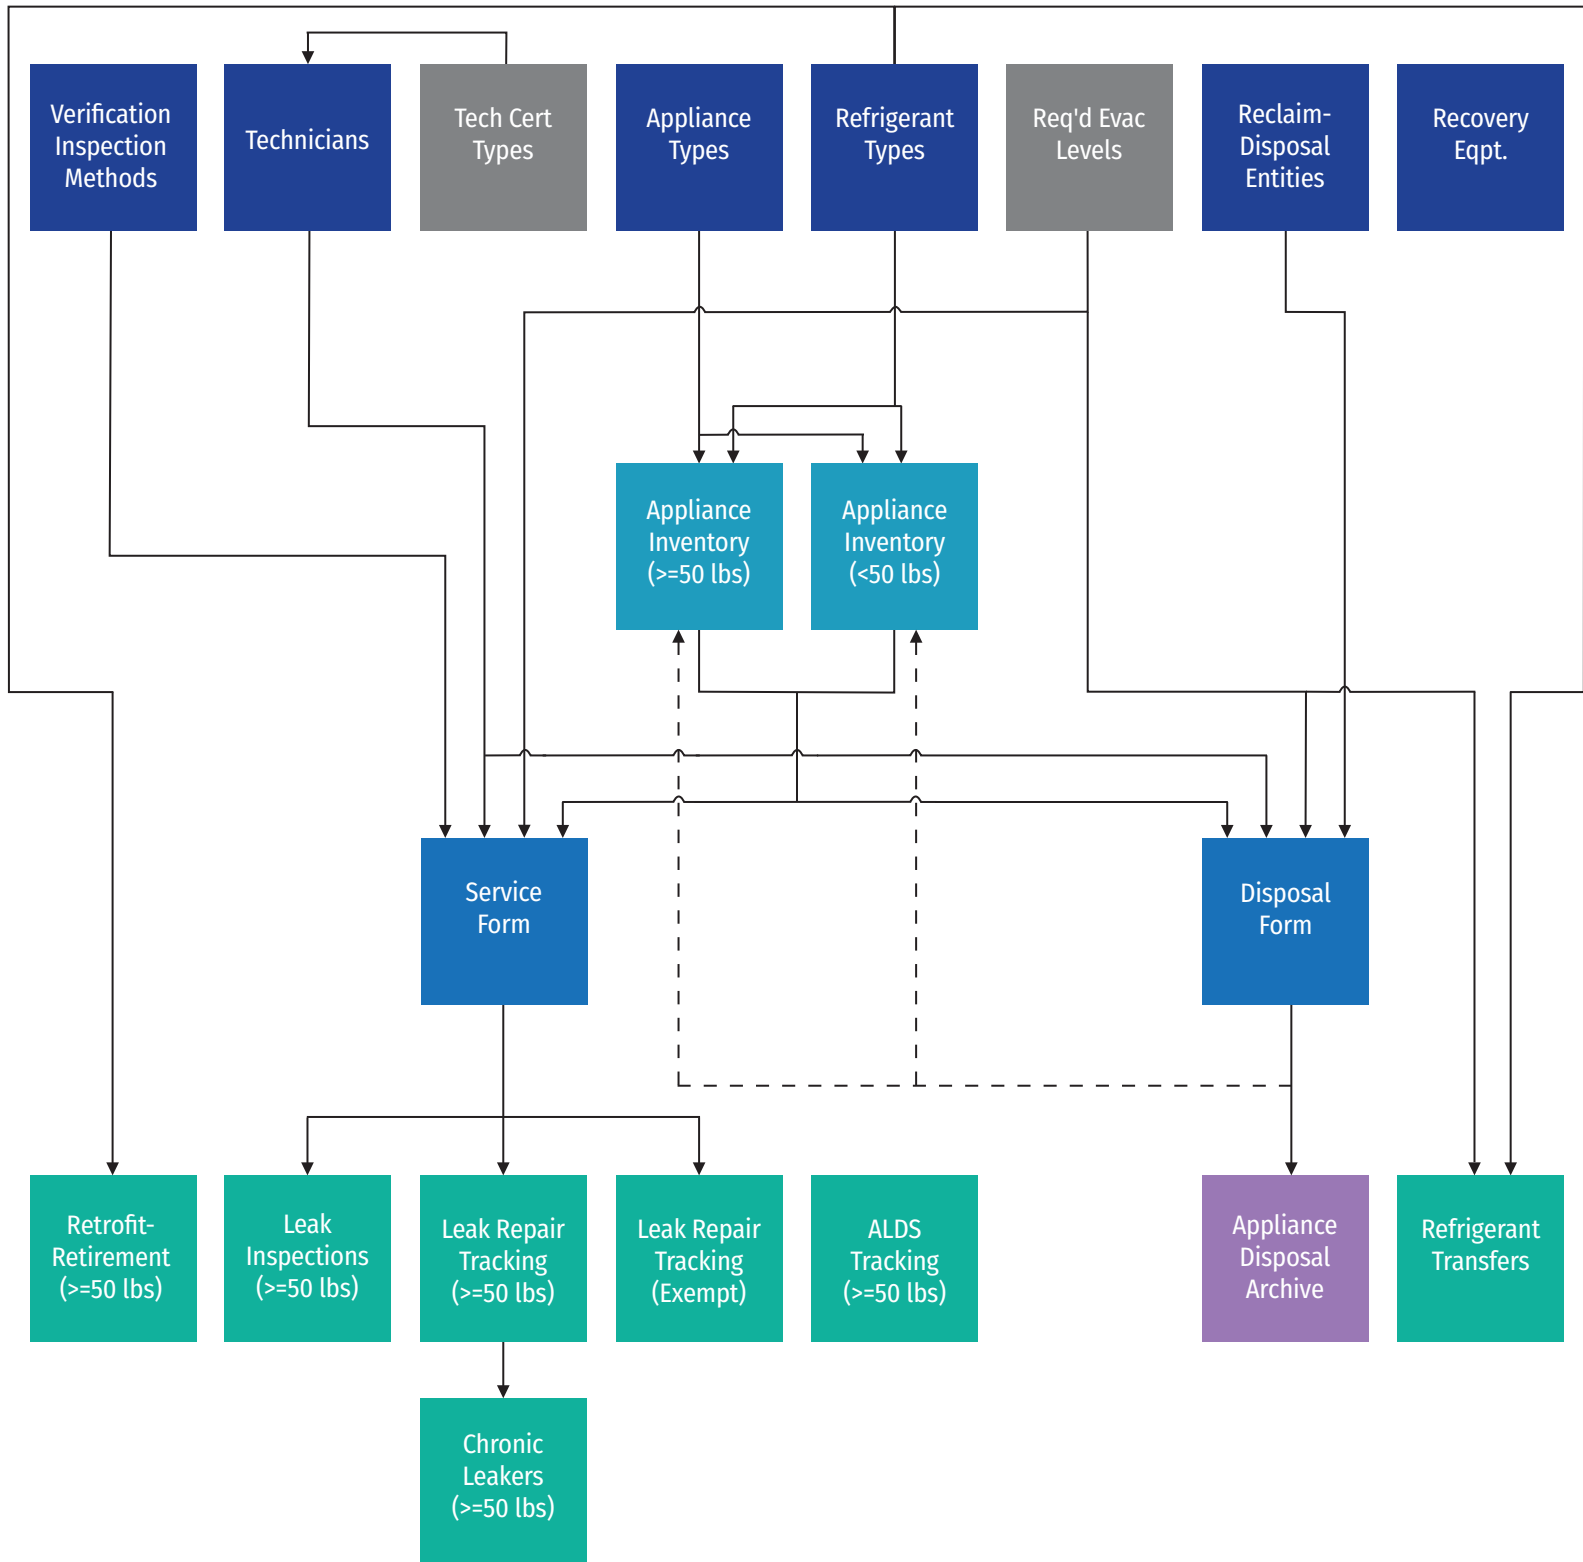 Verification
Inspection
Methods
Technicians
Tech Cert
Types
Appliance
Types
Refrigerant
Types
Req'd Evac
Levels
Reclaim-
Disposal
Entities
Recovery
Eqpt.
Appliance
Inventory
(>=50 lbs)
Appliance
Inventory
(<50 lbs)
Service
Form
Disposal
Form
Retrofit-
Retirement
(>=50 lbs)
Leak
Inspections
(>=50 lbs)
Leak Repair
Tracking
(>=50 lbs)
Leak Repair
Tracking
(Exempt)
ALDS
Tracking
(>=50 lbs)
Appliance
Disposal
Archive
Refrigerant
Transfers
Chronic
Leakers
(>=50 lbs)